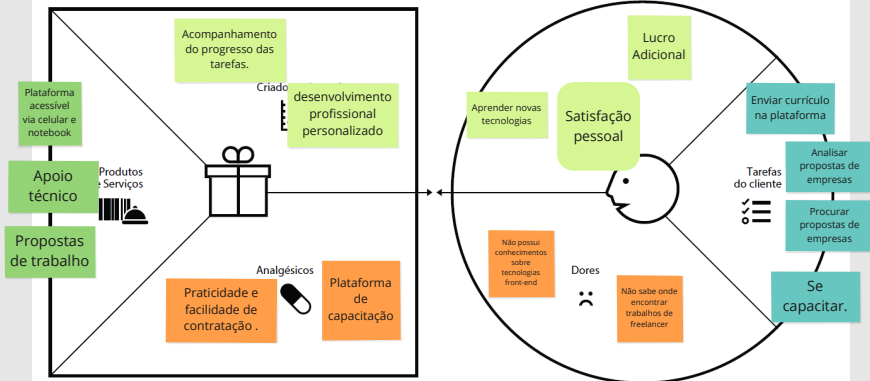 Acompanhamento
do progresso das
tarefas.
Criado
desenvolvimento
profissional
personalizado
Plataforma
acessível
via celular e
notebook
Apoio
técnico
Produtos
e Serviços
Propostas
de trabalho
Analgésicos
Praticidade e
facilidade de
contratação .
Plataforma
de
capacitação
Lucro
Adicional
Aprender novas
tecnologias
Satisfação
pessoal
Enviar currículo
na plataforma
Tarefas
do cliente
Analisar
propostas de
empresas
Procurar
propostas de
empresas
Se
capacitar.
Não possui
conhecimentos
sobre
tecnologias
front-end
Dores
Não sabe onde
encontrar
trabalhos de
freelancer